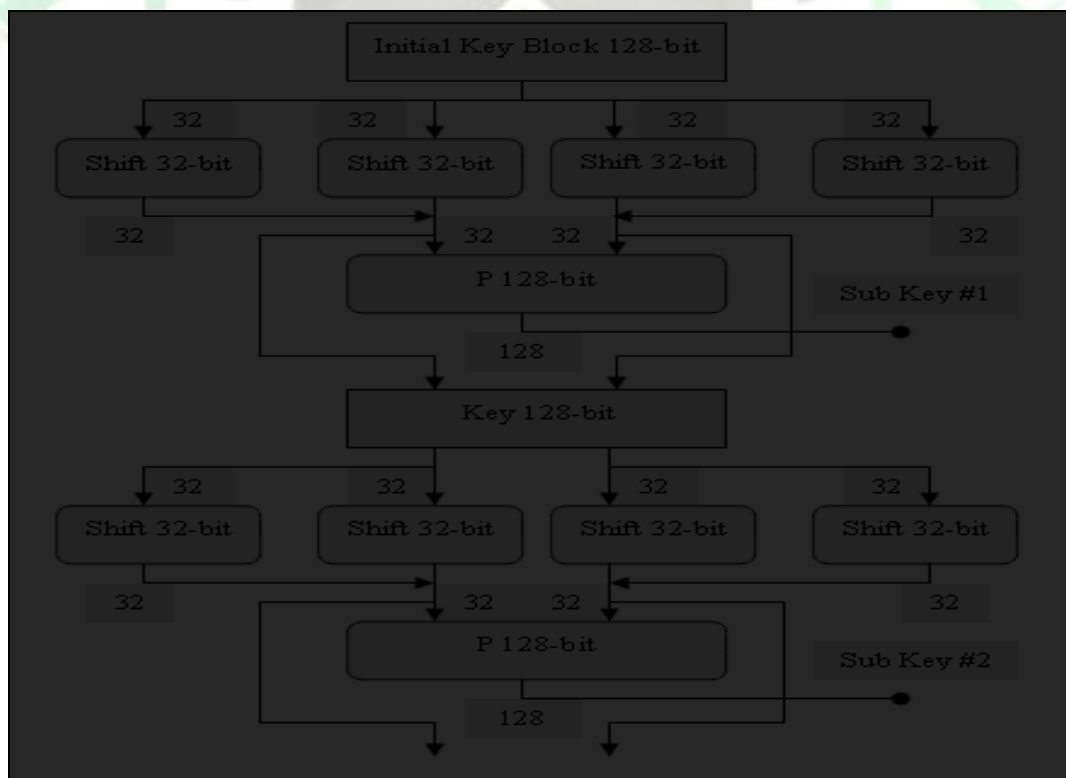 Initial Key Block 128-bit
32 32 32 32
Shift 32-bit Shift 32-bit Shift 32-bit Shift 32-bit
32 32 32 32
P 128-bit
Sub Key #1
128
Key 128-bit
32 32 32 32
Shift 32-bit Shift 32-bit Shift 32-bit Shift 32-bit
32 32 32 32
P 128-bit
Sub Key #2
128